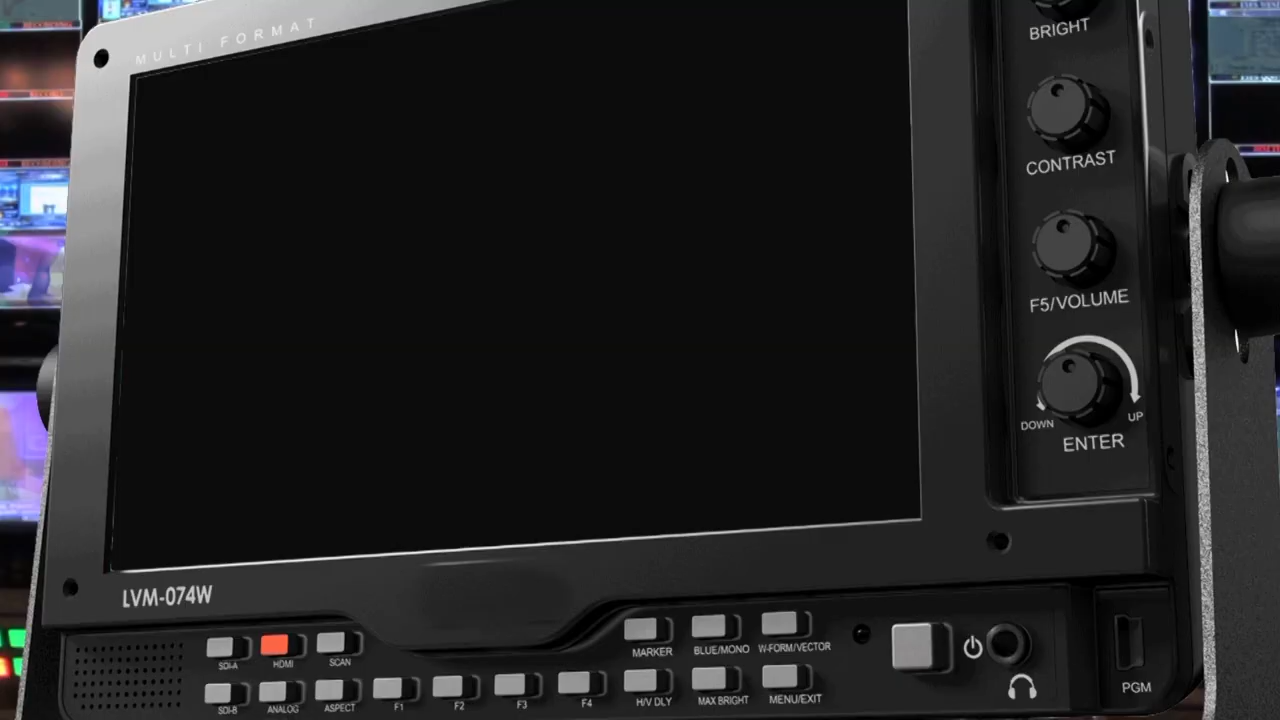 MULTI FORMAT
BRIGHT
CONTRAST
F5/VOLUME
DOWN
UP
ENTER
LVM-074W
SDI-A
HDMI
SCAN
MARKER
BLUE/MONO
W-FORM/VECTOR
SDI-B
ANALOG
ASPECT
F1
F2
F3
F4
H/V DLY
MAX BRIGHT
MENU/EXIT
PGM